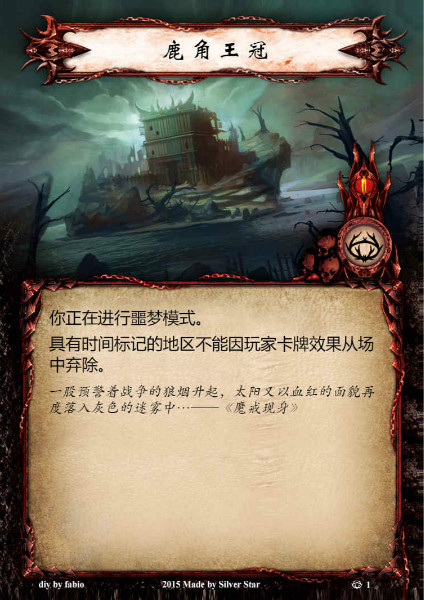 鹿角王冠
你正在进行噩梦模式。
具有时间标记的地区不能因玩家卡牌效果从场
中弃除。
一股预警着战争的狼烟升起，太阳又以血红的面貌再
度落入灰色的迷雾中…——《魔戒现身》
diy by fabio
2015 Made by Silver Star
1